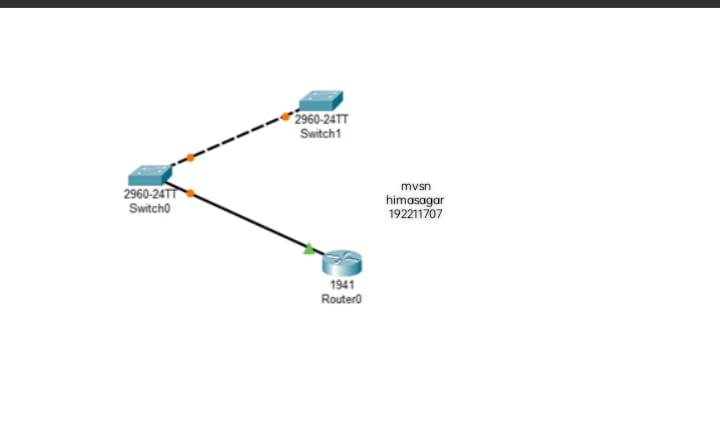 2960-24TT
Switch1
2960-24TT
Switch0
mvsn
himasagar
192211707
1941
Router0